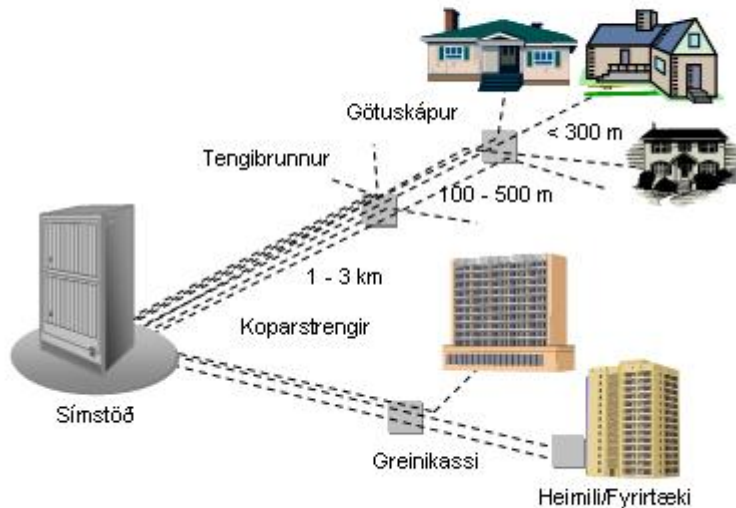 Götuskápur
< 300 m
Tengibrunnur
100 - 500 m
1 - 3 km
Koparstrengir
Símstöð
Greinikassi
Heimili/Fyrirtæki